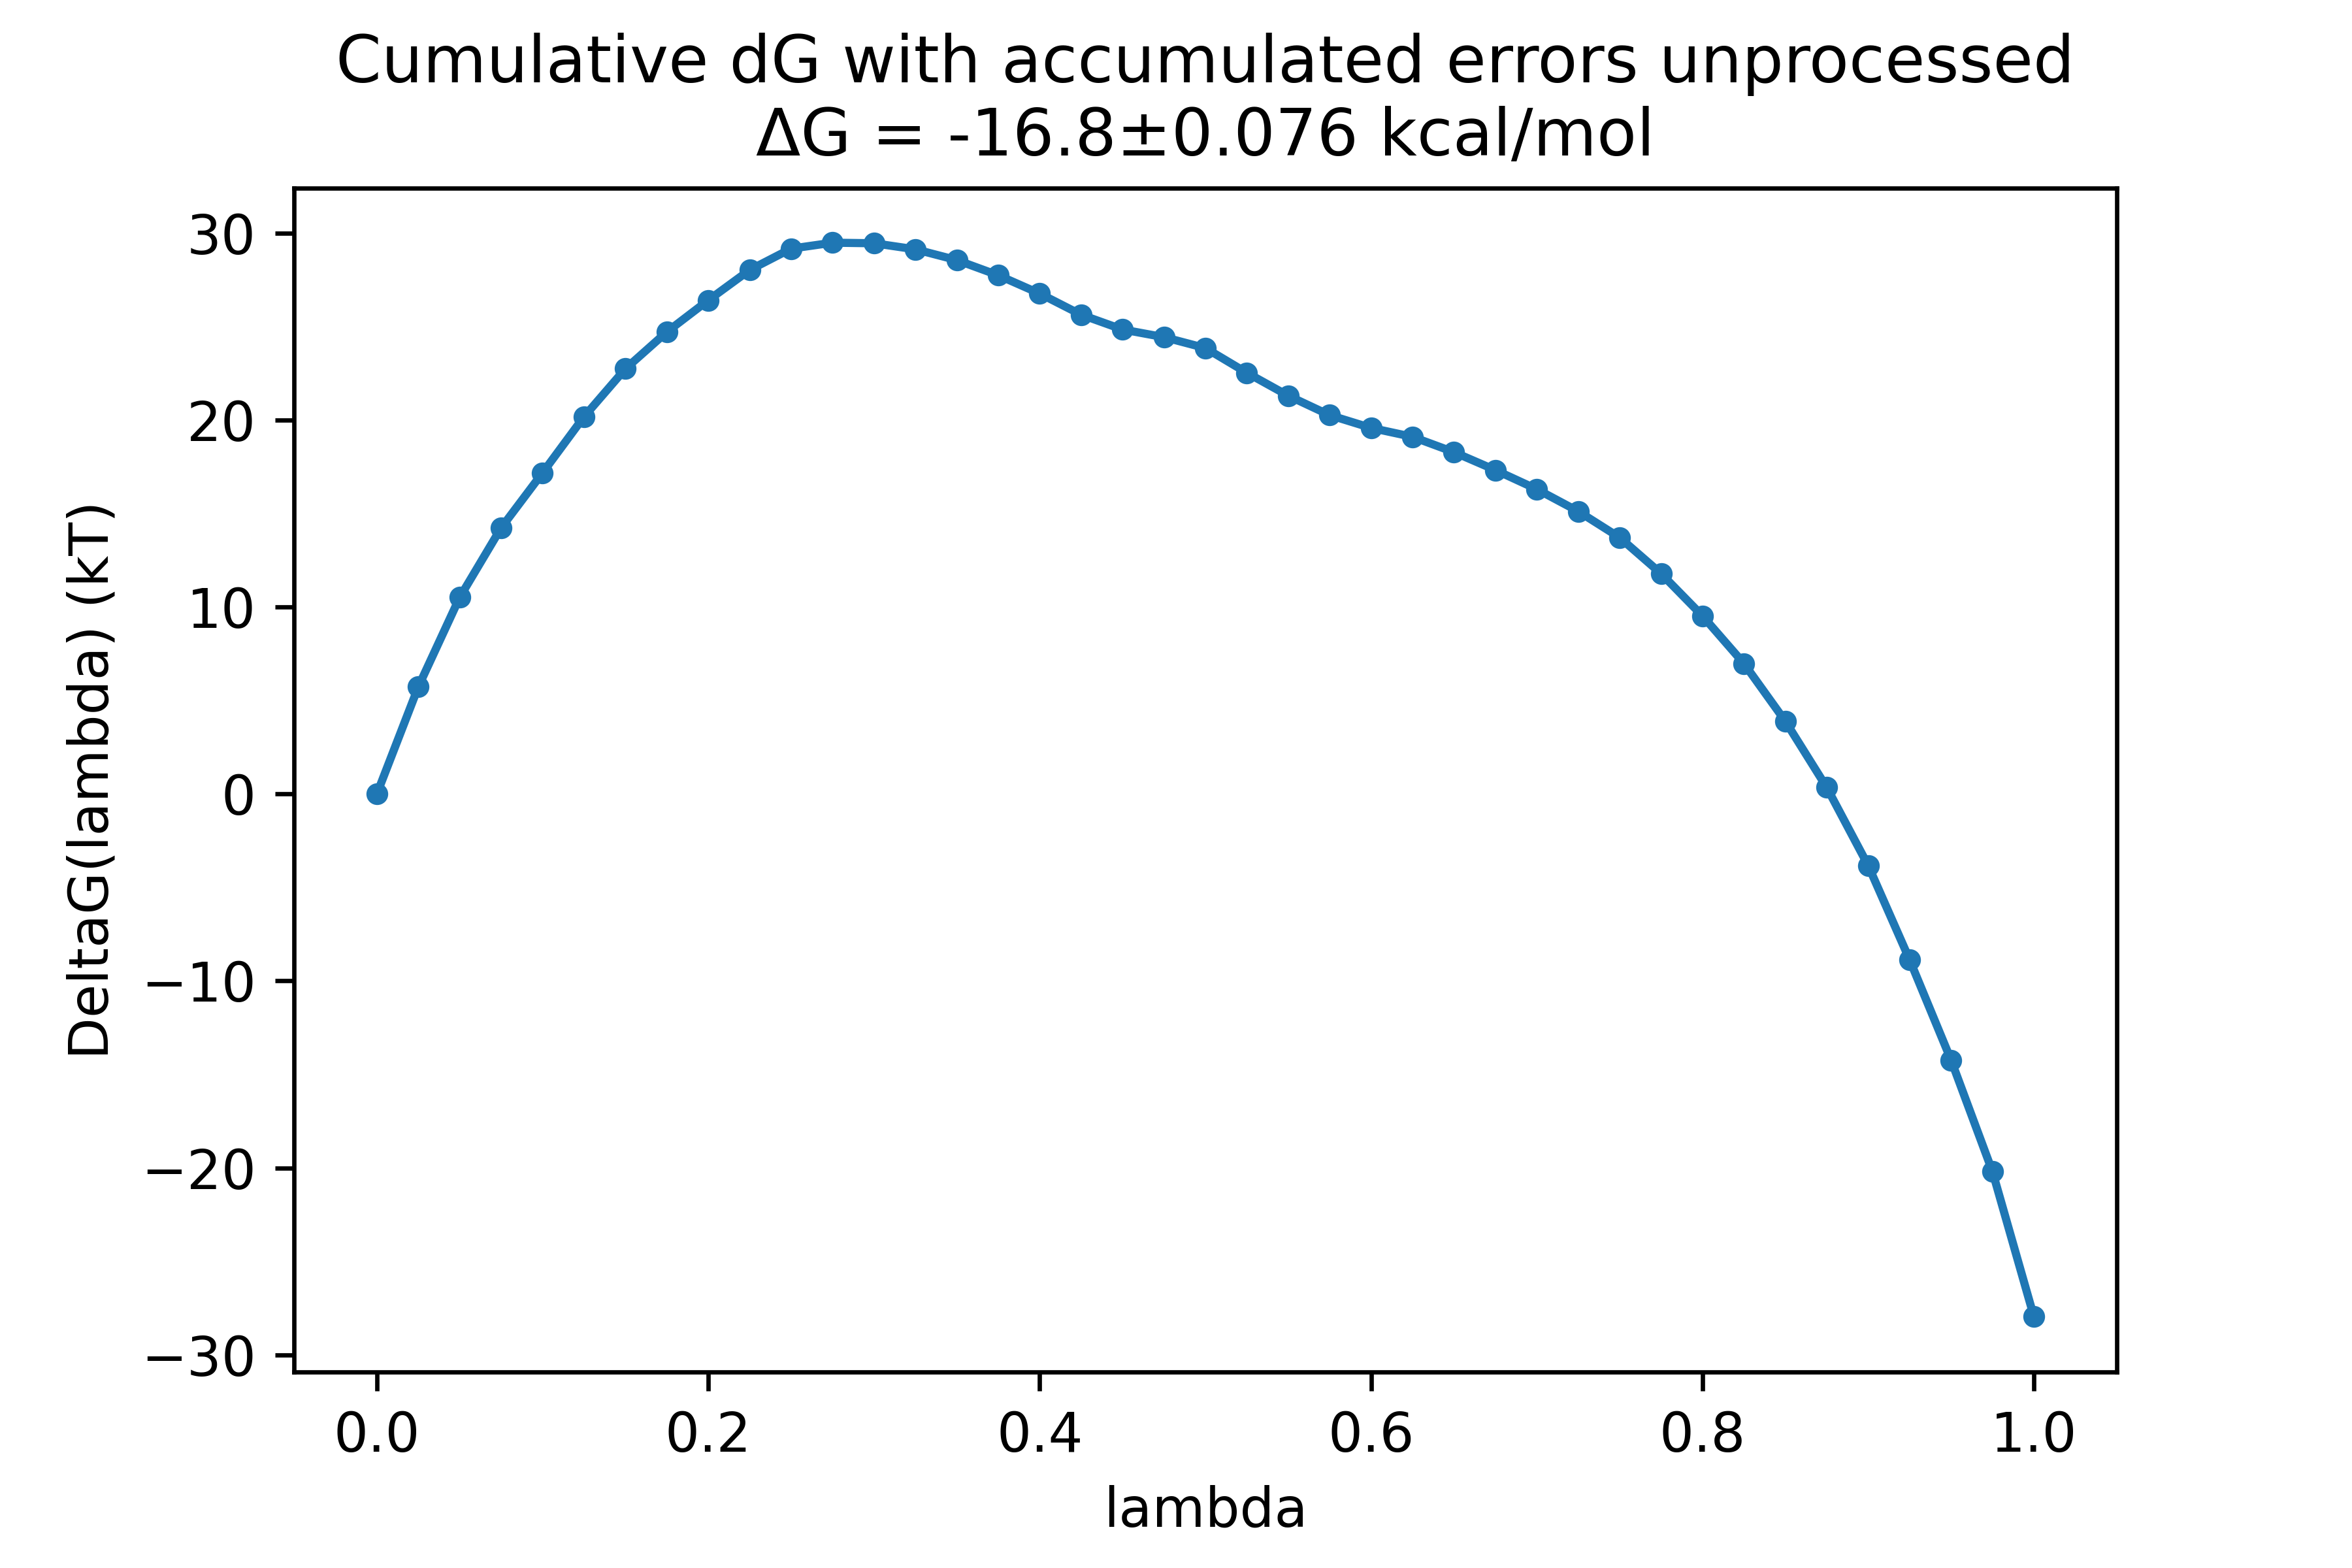 Cumulative dG with accumulated errors unprocessed
ΔG = -16.8±0.076 kcal/mol
DeltaG(lambda) (kT)
30
20
10
0
−10
−20
−30
0.0 0.2 0.4 0.6 0.8 1.0
lambda